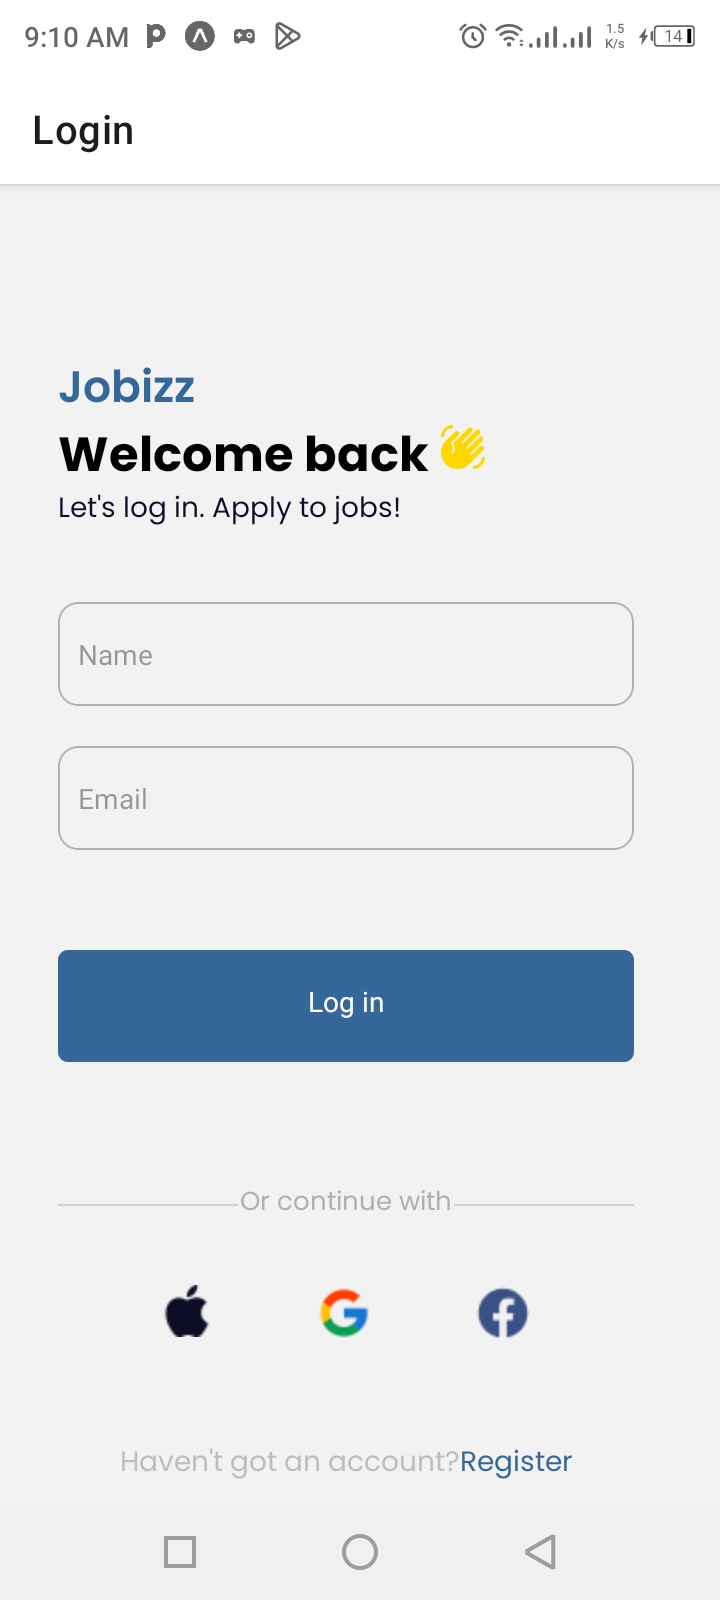 9:10 AM
1.5
K/s
14
Login
Jobizz
Welcome back 👋
Let's log in. Apply to jobs!
Name
Email
Log in
Or continue with
Haven't got an account?Register